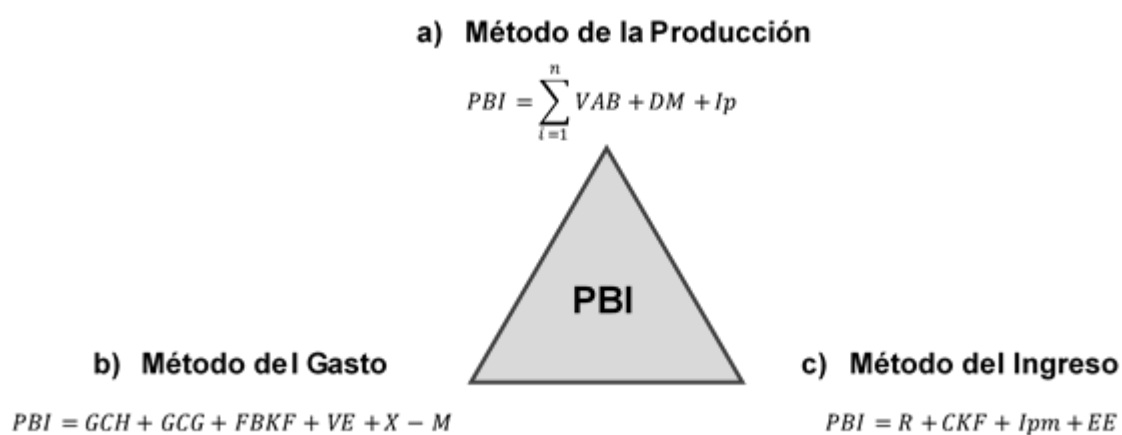 a) Método de la Producción
PBI = \sum_{i=1}^{n} VAB + DM + Ip
PBI
b) Método del Gasto
PBI = GCH + GCG + FBKF + VE + X − M
c) Método del Ingreso
PBI = R + CKF + Ipm + EE